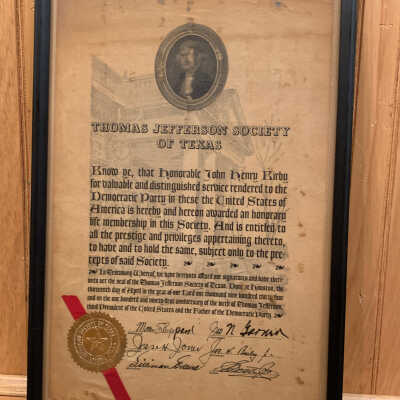 THOMAS JEFFERSON SOCIETY
OF TEXAS
Know ye, that Honorable John Henry Kirby
for valuable and distinguished service rendered to the
Democratic Party in these the United States of
America is hereby and hereon awarded an honorary
life membership in this Society. And is entitled to
all the prestige and privileges appertaining thereto,
to have and to hold the same, subject only to the pre-
cepts of said Society.
In Testimony Whereof, we have hereunto affixed our signatures and have there-
unto set the seal of the Thomas Jefferson Society of Texas. Done at Houston, the
day of April in the year of our Lord one thousand nine hundred thirty four
and on the one hundred and ninety-first anniversary of the birth of Thomas Jefferson,
third President of the United States and the Father of the Democratic Party.
Jno N. Garner
Jesse H. Jones